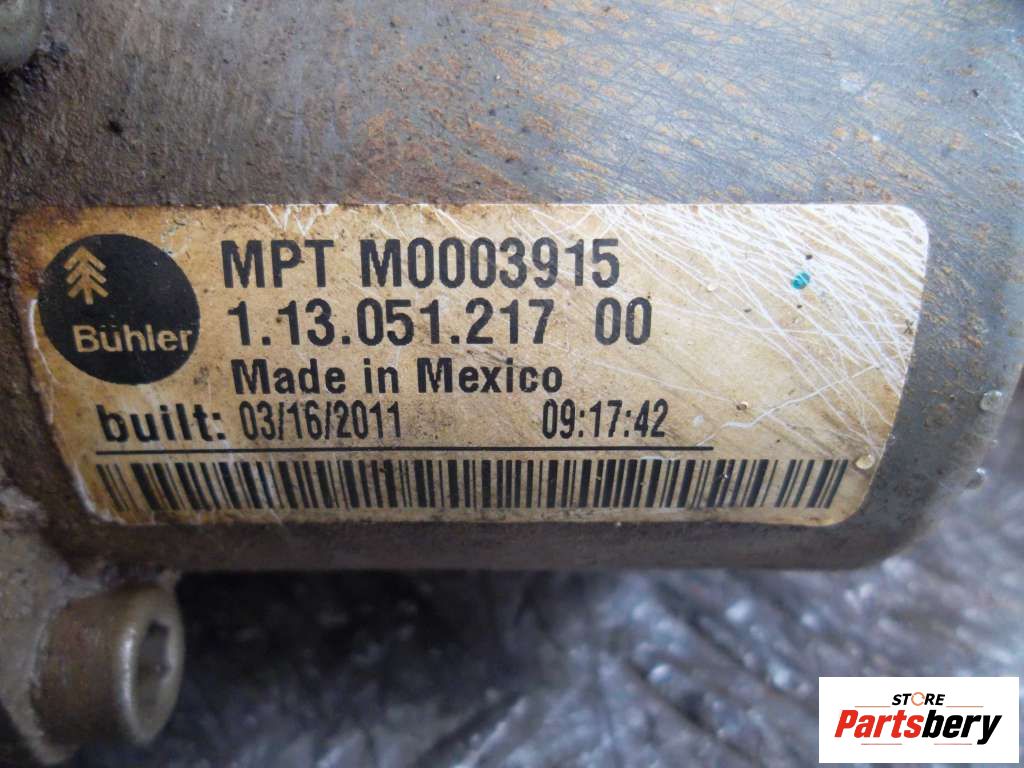 Bühler
MPT M0003915
1.13.051.217 00
Made in Mexico
built: 03/16/2011 09:17:42
STORE
Partsbery